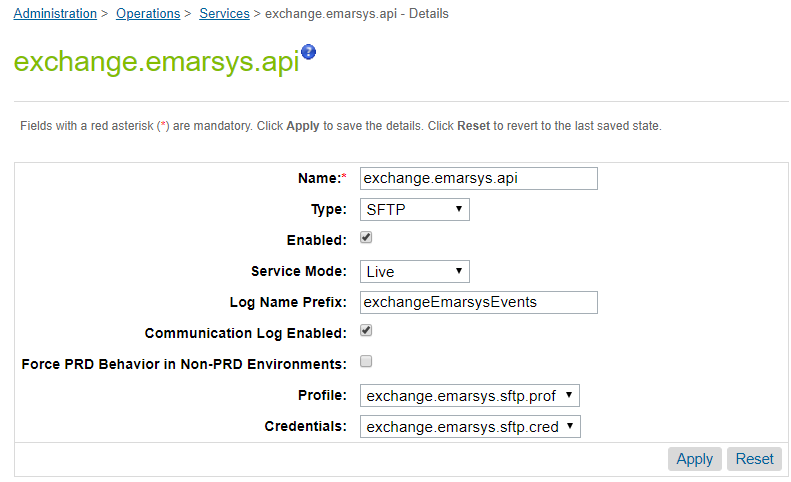 Administration > Operations > Services > exchange.emarsys.api - Details
exchange.emarsys.api ?
Fields with a red asterisk (*) are mandatory. Click Apply to save the details. Click Reset to revert to the last saved state.
Name:* exchange.emarsys.api
Type: SFTP
Enabled:
Service Mode: Live
Log Name Prefix: exchangeEmarsysEvents
Communication Log Enabled:
Force PRD Behavior in Non-PRD Environments:
Profile: exchange.emarsys.sftp.prof
Credentials: exchange.emarsys.sftp.cred
Apply Reset